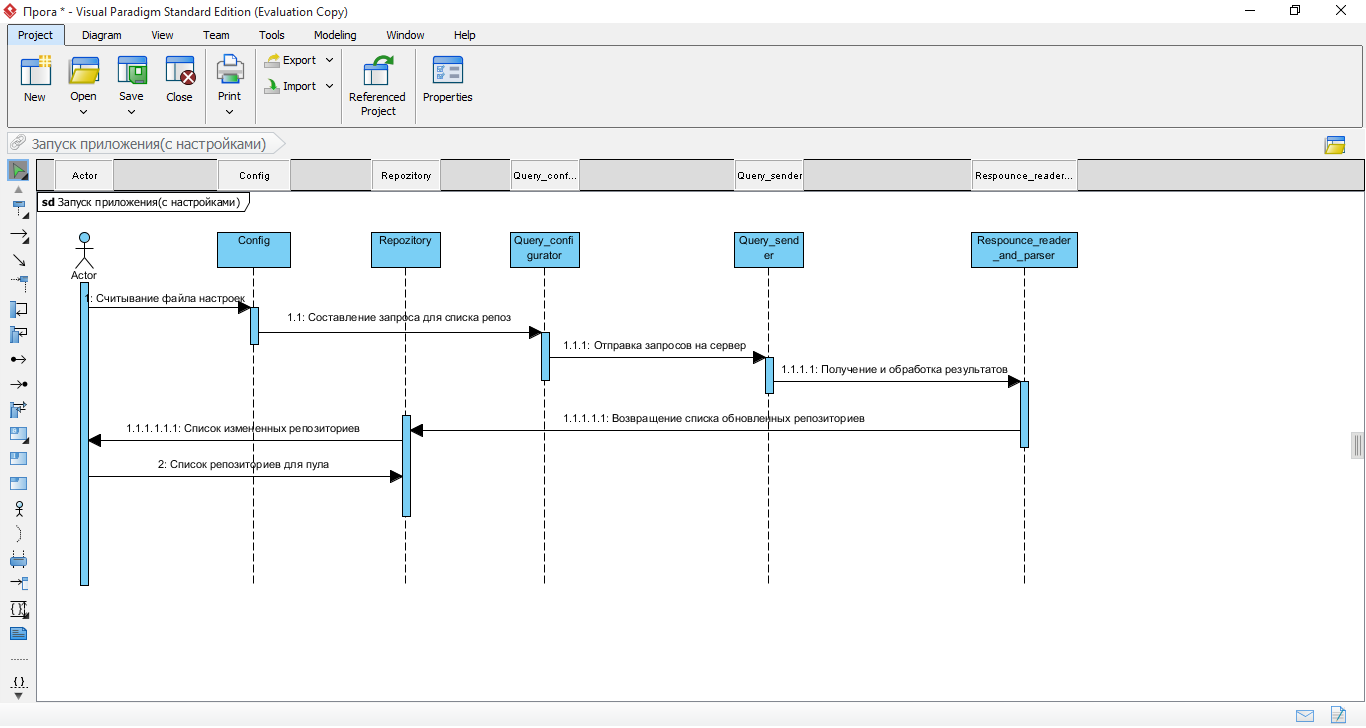 Прога * - Visual Paradigm Standard Edition (Evaluation Copy)
Project Diagram View Team Tools Modeling Window Help
New Open Save Close Print Export Import Referenced Project Properties
Запуск приложения(с настройками)
Actor Config Repozitory Query_conf... Query_sender Respounce_reader...
sd Запуск приложения(с настройками)
Actor
Config
Repozitory
Query_confi
gurator
Query_send
er
Respounce_reader
_and_parser
1: Считывание файла настроек
1.1: Составление запроса для списка репоз
1.1.1: Отправка запросов на сервер
1.1.1.1: Получение и обработка результатов
1.1.1.1.1: Возвращение списка обновленных репозиториев
1.1.1.1.1.1: Список измененных репозиториев
2: Список репозиториев для пула